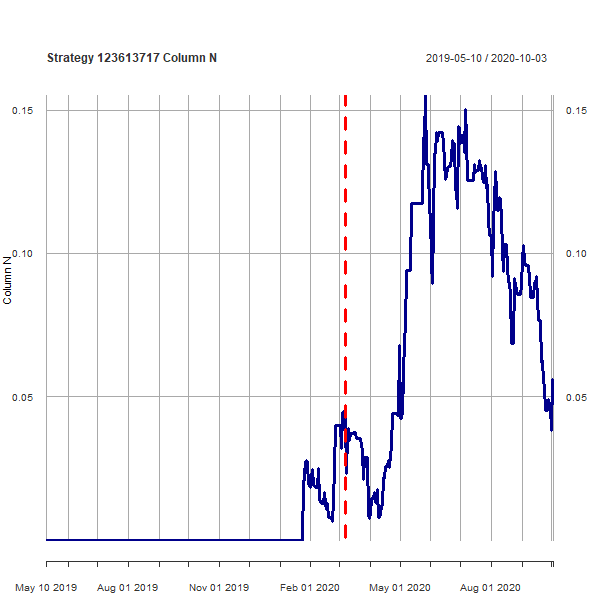 Strategy 123613717 Column N
2019-05-10 / 2020-10-03
0.15
0.15
0.10
0.10
Column N
0.05
0.05
May 10 2019
Aug 01 2019
Nov 01 2019
Feb 01 2020
May 01 2020
Aug 01 2020